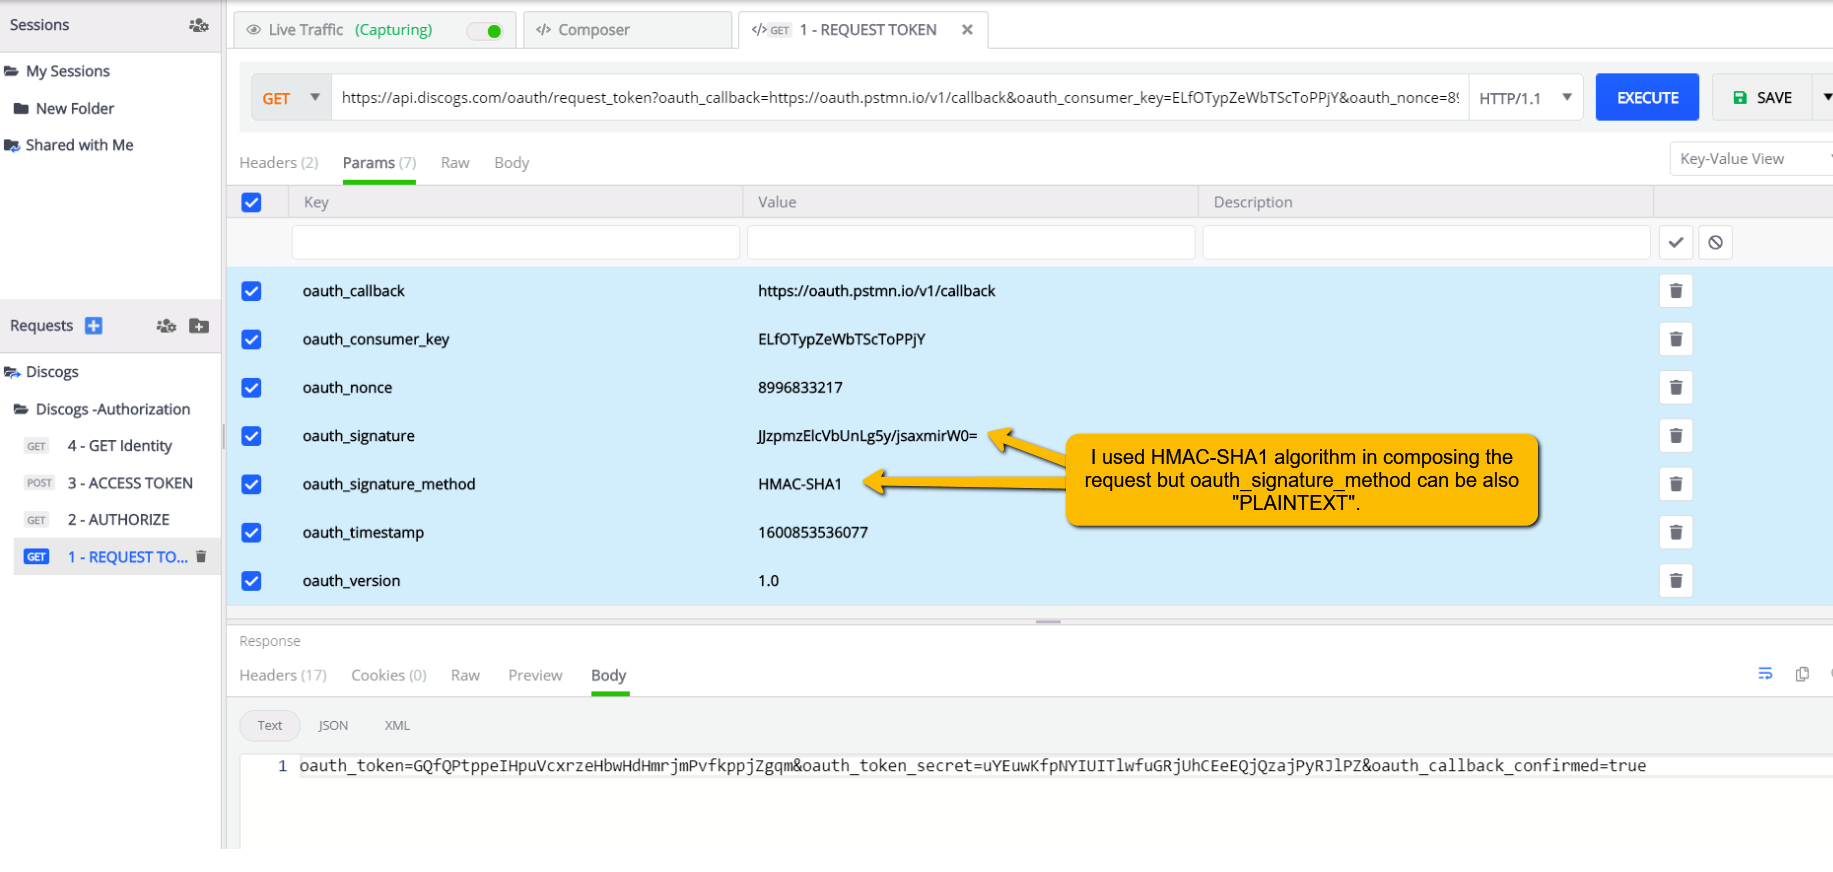 Sessions
My Sessions
New Folder
Shared with Me
Requests
Discogs
Discogs -Authorization
GET 4 - GET Identity
POST 3 - ACCESS TOKEN
GET 2 - AUTHORIZE
GET 1 - REQUEST TO...
Live Traffic (Capturing)
</> Composer
</> GET 1 - REQUEST TOKEN
GET https://api.discogs.com/oauth/request_token?oauth_callback=https://oauth.pstmn.io/v1/callback&oauth_consumer_key=ELfOTypZeWbTScToPPjY&oauth_nonce=89 HTTP/1.1 EXECUTE SAVE
Headers (2) Params (7) Raw Body
Key-Value View
Key Value Description
oauth_callback https://oauth.pstmn.io/v1/callback
oauth_consumer_key ELfOTypZeWbTScToPPjY
oauth_nonce 8996833217
oauth_signature JJzpmzElcVbUnLg5y/jsaxmirW0=
oauth_signature_method HMAC-SHA1
oauth_timestamp 1600853536077
oauth_version 1.0
I used HMAC-SHA1 algorithm in composing the
request but oauth_signature_method can be also
"PLAINTEXT".
Response
Headers (17) Cookies (0) Raw Preview Body
Text JSON XML
1 oauth_token=GQfQPtppeIHpuVcxrzeHbwHdHmrjmPvfkppjZgqm&oauth_token_secret=uYEuwKfpNYIUITlwfuGRjUhCEeEQjQzajPyRJlPZ&oauth_callback_confirmed=true